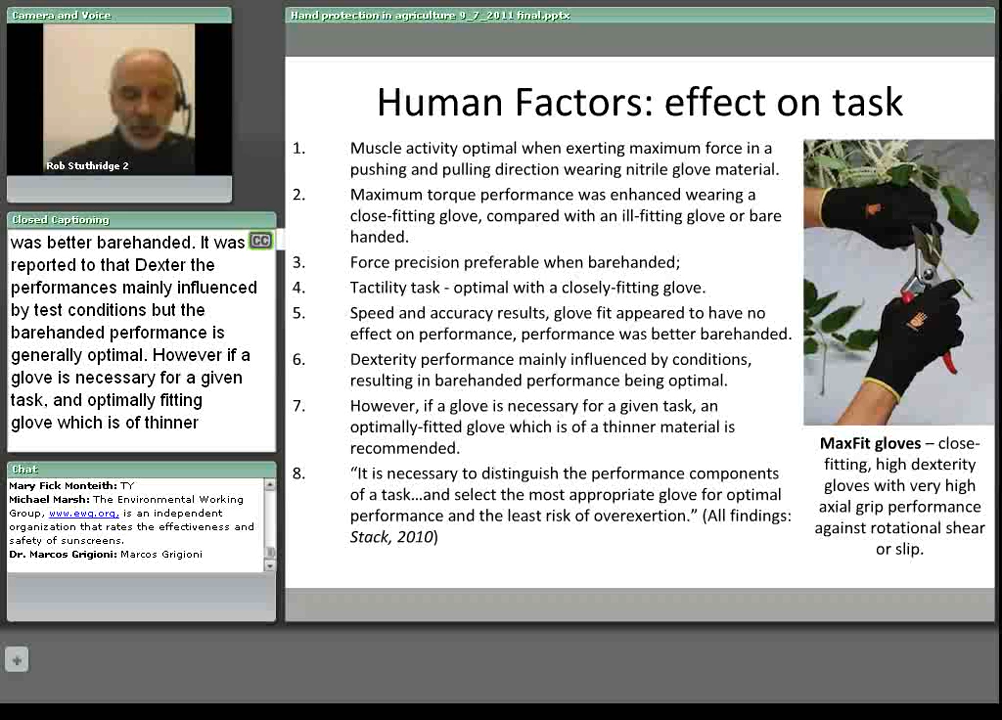 Camera and Voice
Rob Stuthridge 2
Closed Captioning
was better barehanded. It was
CC
reported to that Dexter the
performances mainly influenced
by test conditions but the
barehanded performance is
generally optimal. However if a
glove is necessary for a given
task, and optimally fitting
glove which is of thinner
Chat
Mary Fick Monteith: TY
Michael Marsh: The Environmental Working
Group, www.ewg.org, is an independent
organization that rates the effectiveness and
safety of sunscreens.
Dr. Marcos Grigioni: Marcos Grigioni
Hand protection in agriculture 9_7_2011 final.pptx
Human Factors: effect on task
1. Muscle activity optimal when exerting maximum force in a
pushing and pulling direction wearing nitrile glove material.
2. Maximum torque performance was enhanced wearing a
close-fitting glove, compared with an ill-fitting glove or bare
handed.
3. Force precision preferable when barehanded;
4. Tactility task - optimal with a closely-fitting glove.
5. Speed and accuracy results, glove fit appeared to have no
effect on performance, performance was better barehanded.
6. Dexterity performance mainly influenced by conditions,
resulting in barehanded performance being optimal.
7. However, if a glove is necessary for a given task, an
optimally-fitted glove which is of a thinner material is
recommended.
8. “It is necessary to distinguish the performance components
of a task…and select the most appropriate glove for optimal
performance and the least risk of overexertion.” (All findings:
Stack, 2010)
MaxFit gloves – close-
fitting, high dexterity
gloves with very high
axial grip performance
against rotational shear
or slip.